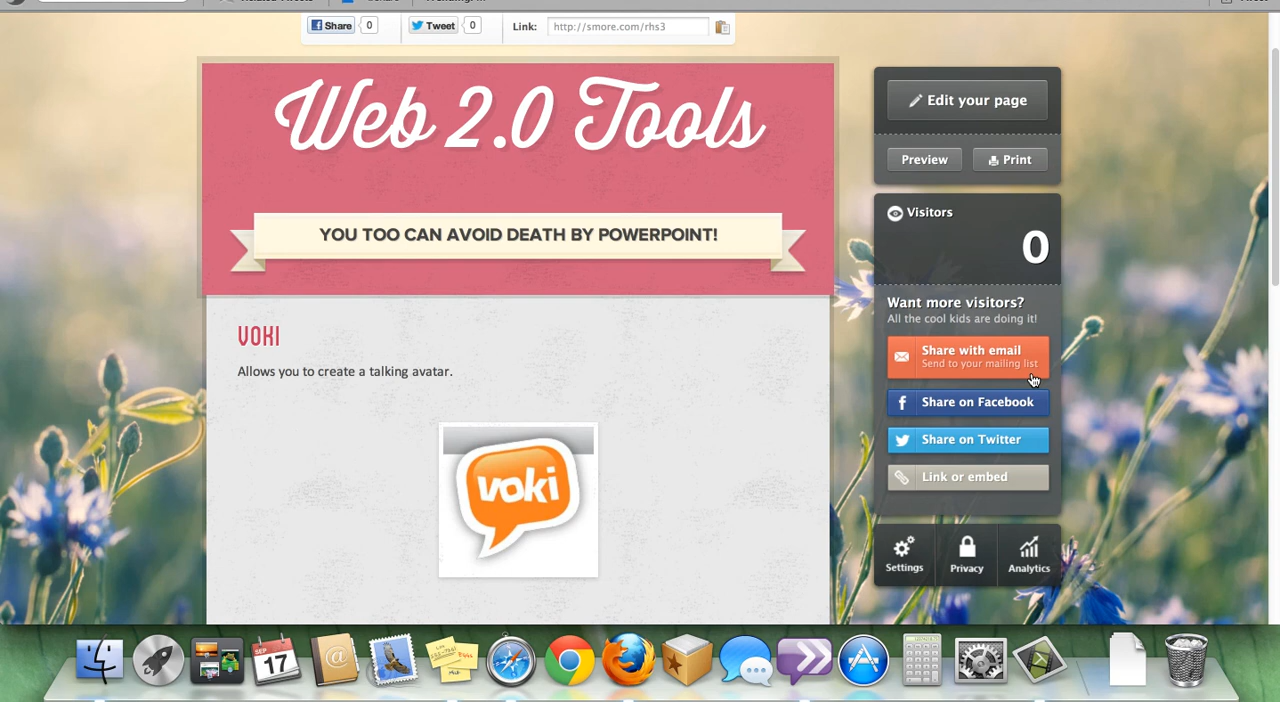 Share
0
Tweet
0
Link:
http://smore.com/rhs3
Web 2.0 Tools
YOU TOO CAN AVOID DEATH BY POWERPOINT!
VOKI
Allows you to create a talking avatar.
voki
Edit your page
Preview
Print
Visitors
0
Want more visitors?
All the cool kids are doing it!
Share with email
Send to your mailing list
Share on Facebook
Share on Twitter
Link or embed
Settings
Privacy
Analytics
SEP
17